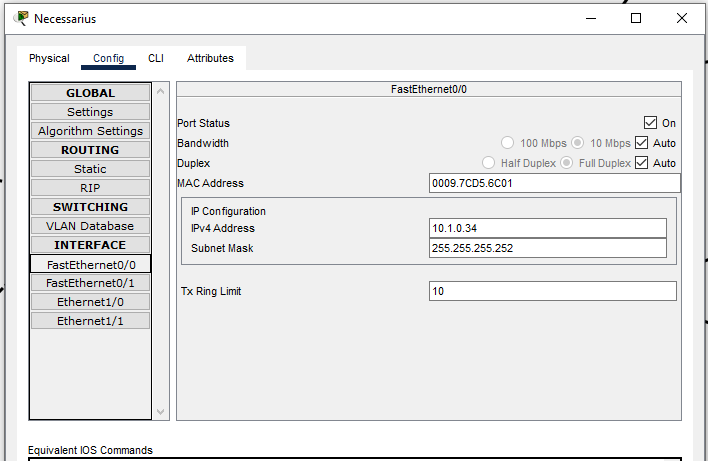 Necessarius
Physical Config CLI Attributes
GLOBAL
Settings
Algorithm Settings
ROUTING
Static
RIP
SWITCHING
VLAN Database
INTERFACE
FastEthernet0/0
FastEthernet0/1
Ethernet1/0
Ethernet1/1
FastEthernet0/0
Port Status On
Bandwidth 100 Mbps 10 Mbps Auto
Duplex Half Duplex Full Duplex Auto
MAC Address 0009.7CD5.6C01
IP Configuration
IPv4 Address 10.1.0.34
Subnet Mask 255.255.255.252
Tx Ring Limit 10
Equivalent IOS Commands